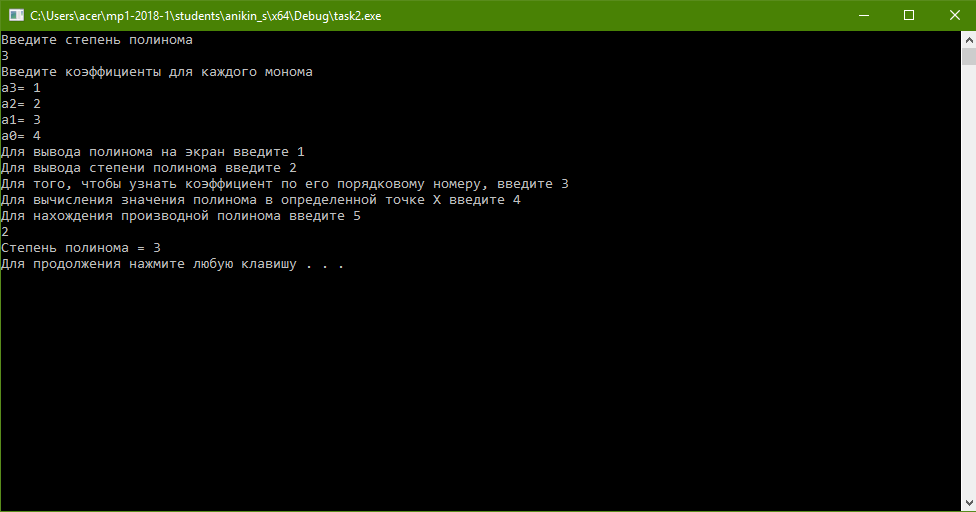 C:\Users\acer\mp1-2018-1\students\anikin_s\x64\Debug\task2.exe
Введите степень полинома
3
Введите коэффициенты для каждого монома
a3= 1
a2= 2
a1= 3
a0= 4
Для вывода полинома на экран введите 1
Для вывода степени полинома введите 2
Для того, чтобы узнать коэффициент по его порядковому номеру, введите 3
Для вычисления значения полинома в определенной точке X введите 4
Для нахождения производной полинома введите 5
2
Степень полинома = 3
Для продолжения нажмите любую клавишу . . .